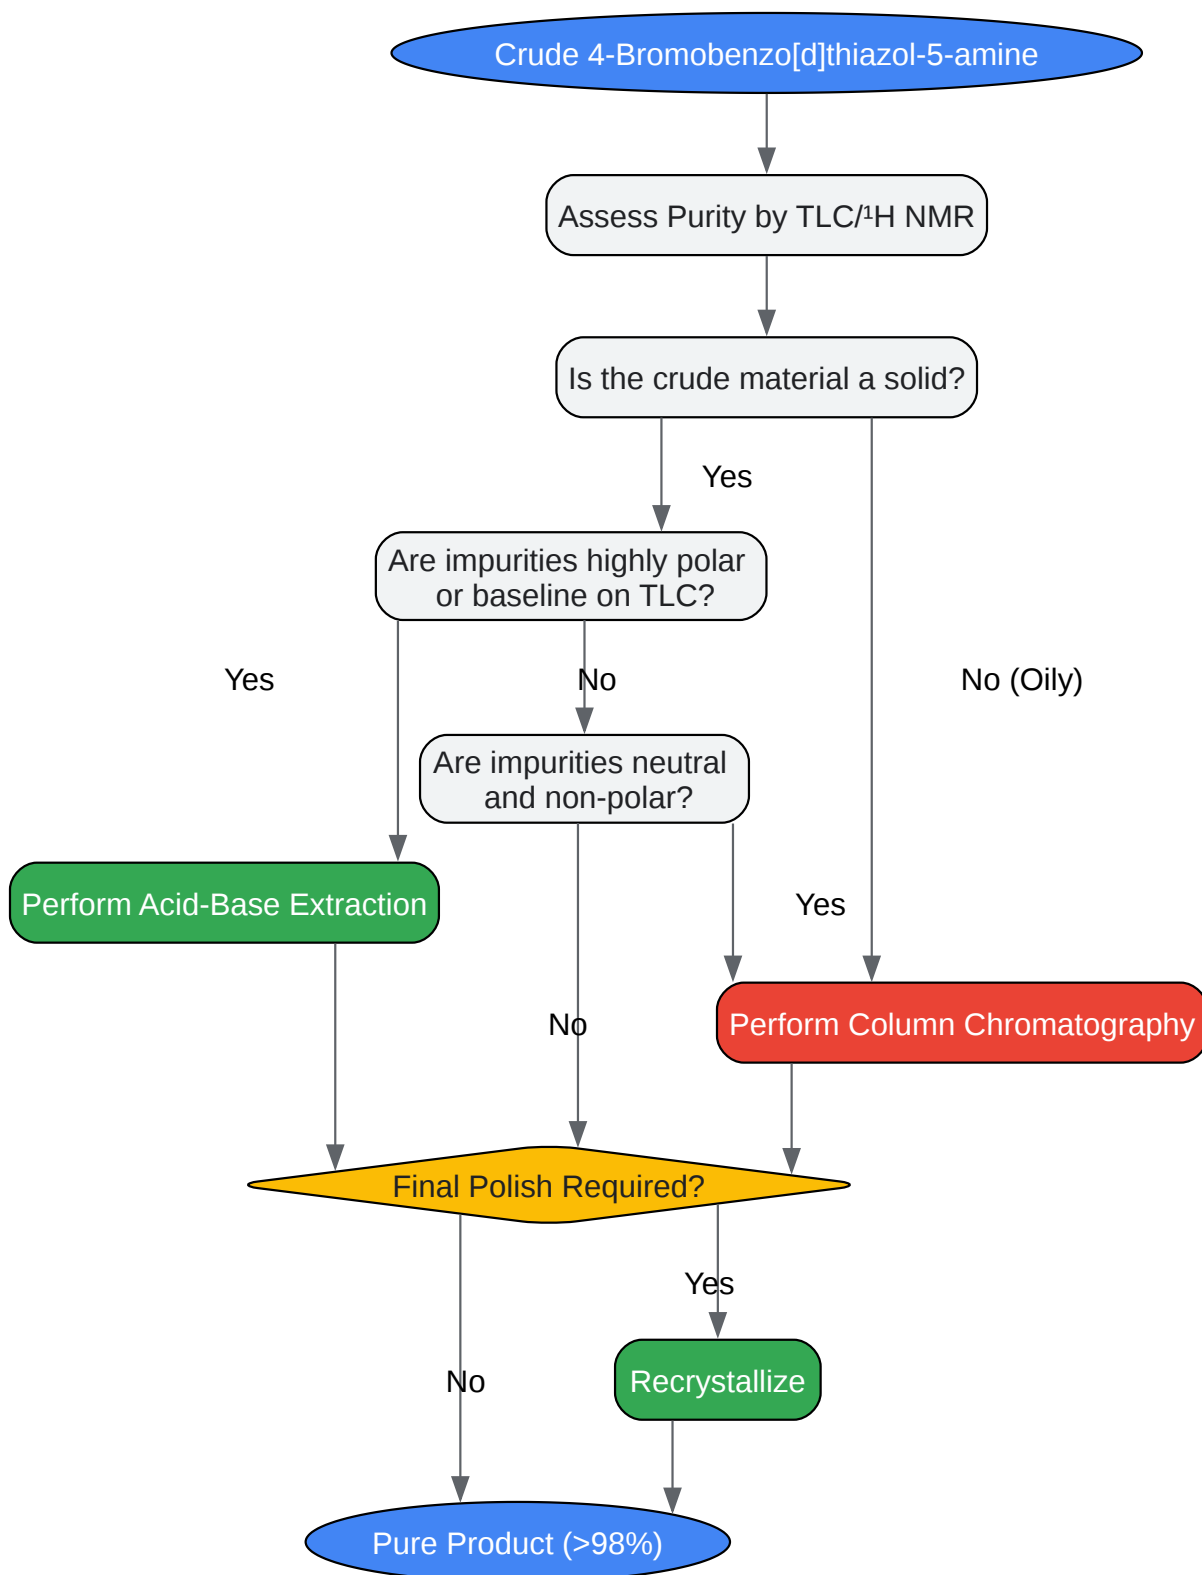 Crude 4-Bromobenzo[d]thiazol-5-amine
Assess Purity by TLC/¹H NMR
Is the crude material a solid?
Yes
Are impurities highly polar
or baseline on TLC?
Yes
No
No (Oily)
Are impurities neutral
and non-polar?
Perform Acid-Base Extraction
Yes
No
Perform Column Chromatography
Final Polish Required?
Yes
No
Recrystallize
Pure Product (>98%)